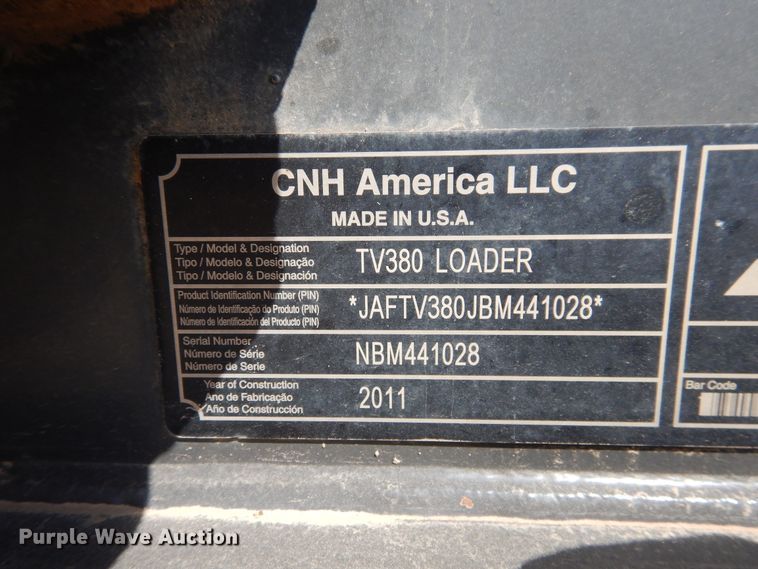 CNH America LLC
MADE IN U.S.A.
Type / Model & Designation
Tipo / Modelo & Designação
Tipo / Modelo & Designación
TV380 LOADER
Product Identification Number (PIN)
Número de Identificação do Produto (PIN)
Número de Identificación del Producto (PIN)
*JAFTV380JBM441028*
Serial Number
Número de Série
Número de Serie
NBM441028
Year of Construction
Ano de Fabricação
Año de Construcción
2011
Bar Code
Purple Wave Auction